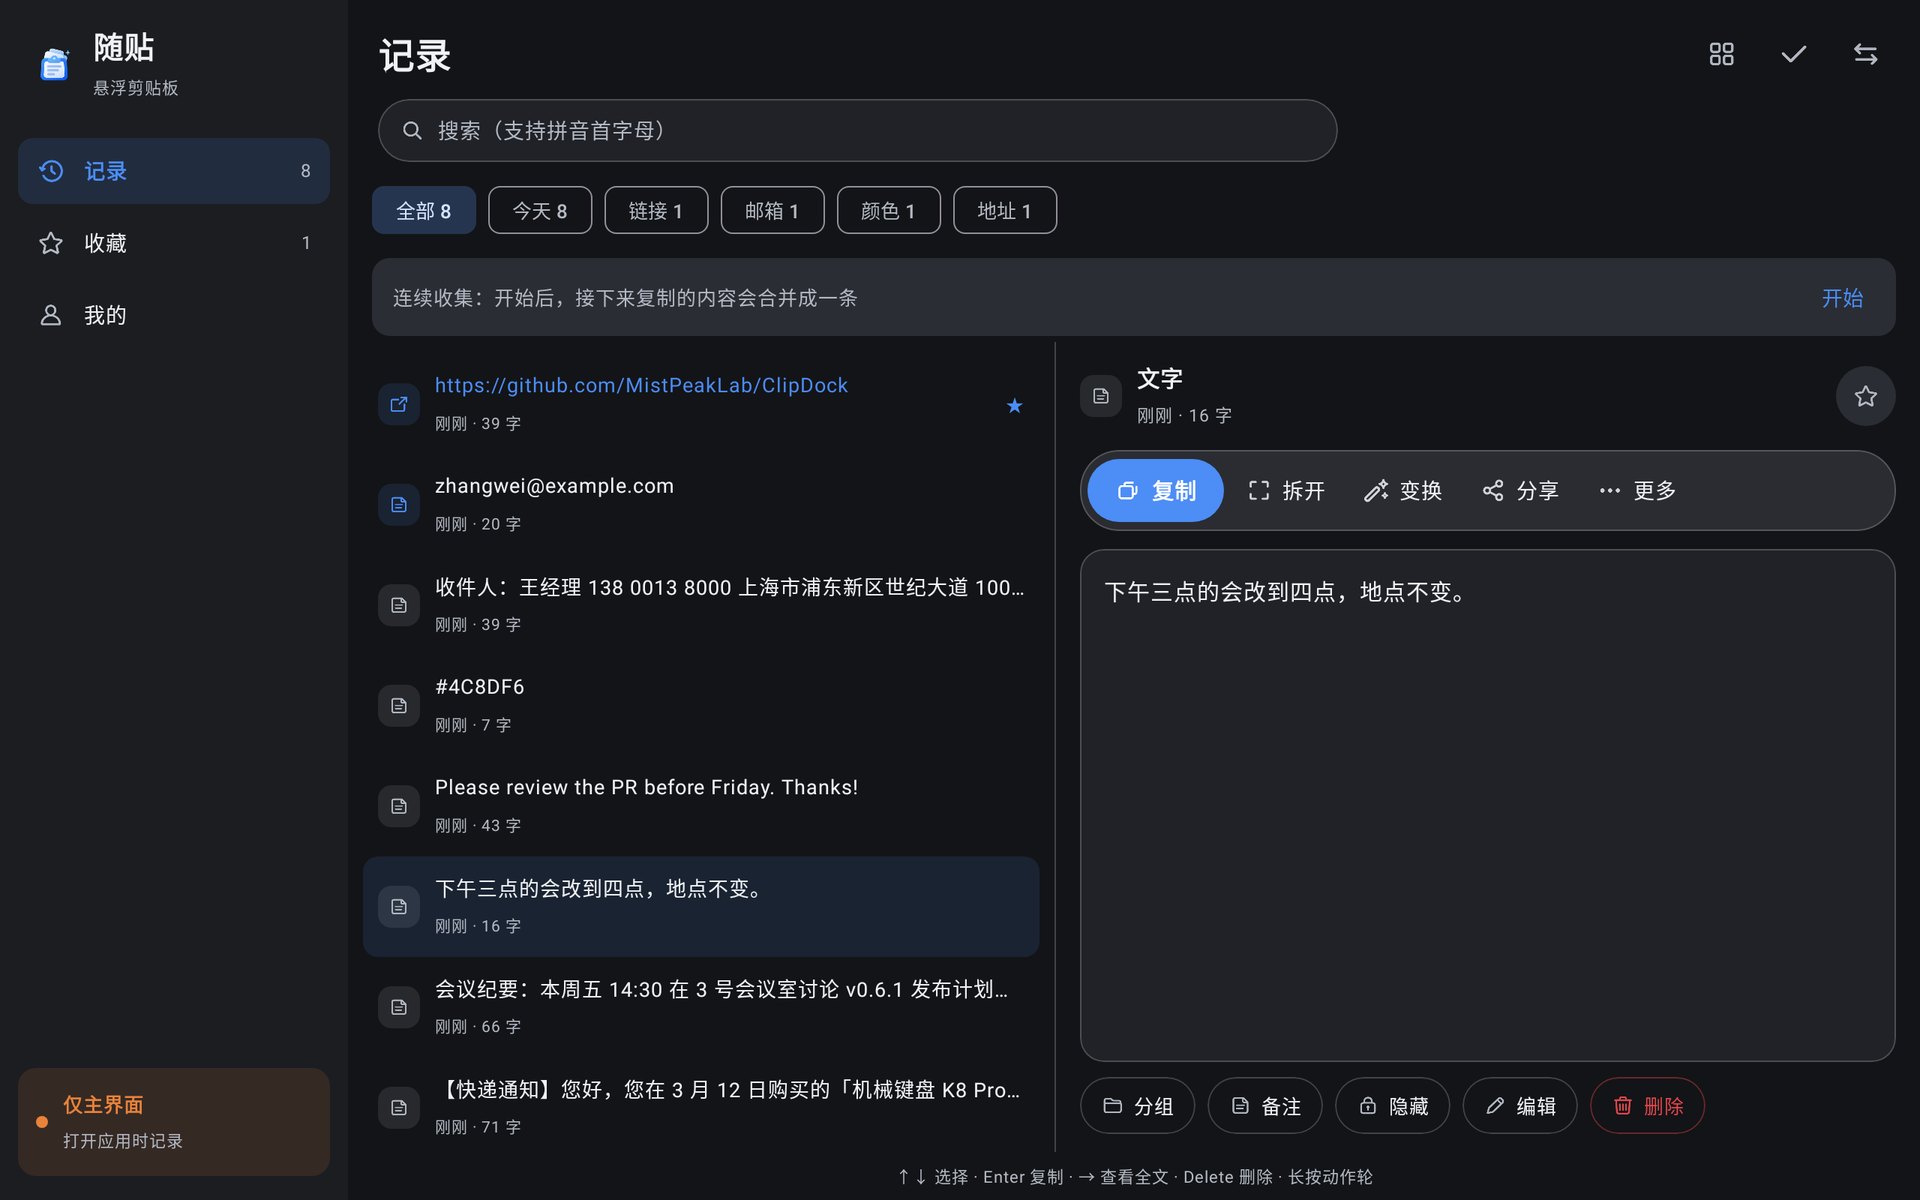 随贴
悬浮剪贴板
记录 8
收藏 1
我的
仅主界面
打开应用时记录
记录
搜索（支持拼音首字母）
全部 8
今天 8
链接 1
邮箱 1
颜色 1
地址 1
连续收集：开始后，接下来复制的内容会合并成一条
开始
https://github.com/MistPeakLab/ClipDock
刚刚 · 39 字
zhangwei@example.com
刚刚 · 20 字
收件人：王经理 138 0013 8000 上海市浦东新区世纪大道 100…
刚刚 · 39 字
#4C8DF6
刚刚 · 7 字
Please review the PR before Friday. Thanks!
刚刚 · 43 字
下午三点的会改到四点，地点不变。
刚刚 · 16 字
会议纪要：本周五 14:30 在 3 号会议室讨论 v0.6.1 发布计划…
刚刚 · 66 字
【快递通知】您好，您在 3 月 12 日购买的「机械键盘 K8 Pro…
刚刚 · 71 字
文字
刚刚 · 16 字
复制
拆开
变换
分享
更多
下午三点的会改到四点，地点不变。
分组
备注
隐藏
编辑
删除
↑↓ 选择 · Enter 复制 · → 查看全文 · Delete 删除 · 长按动作轮